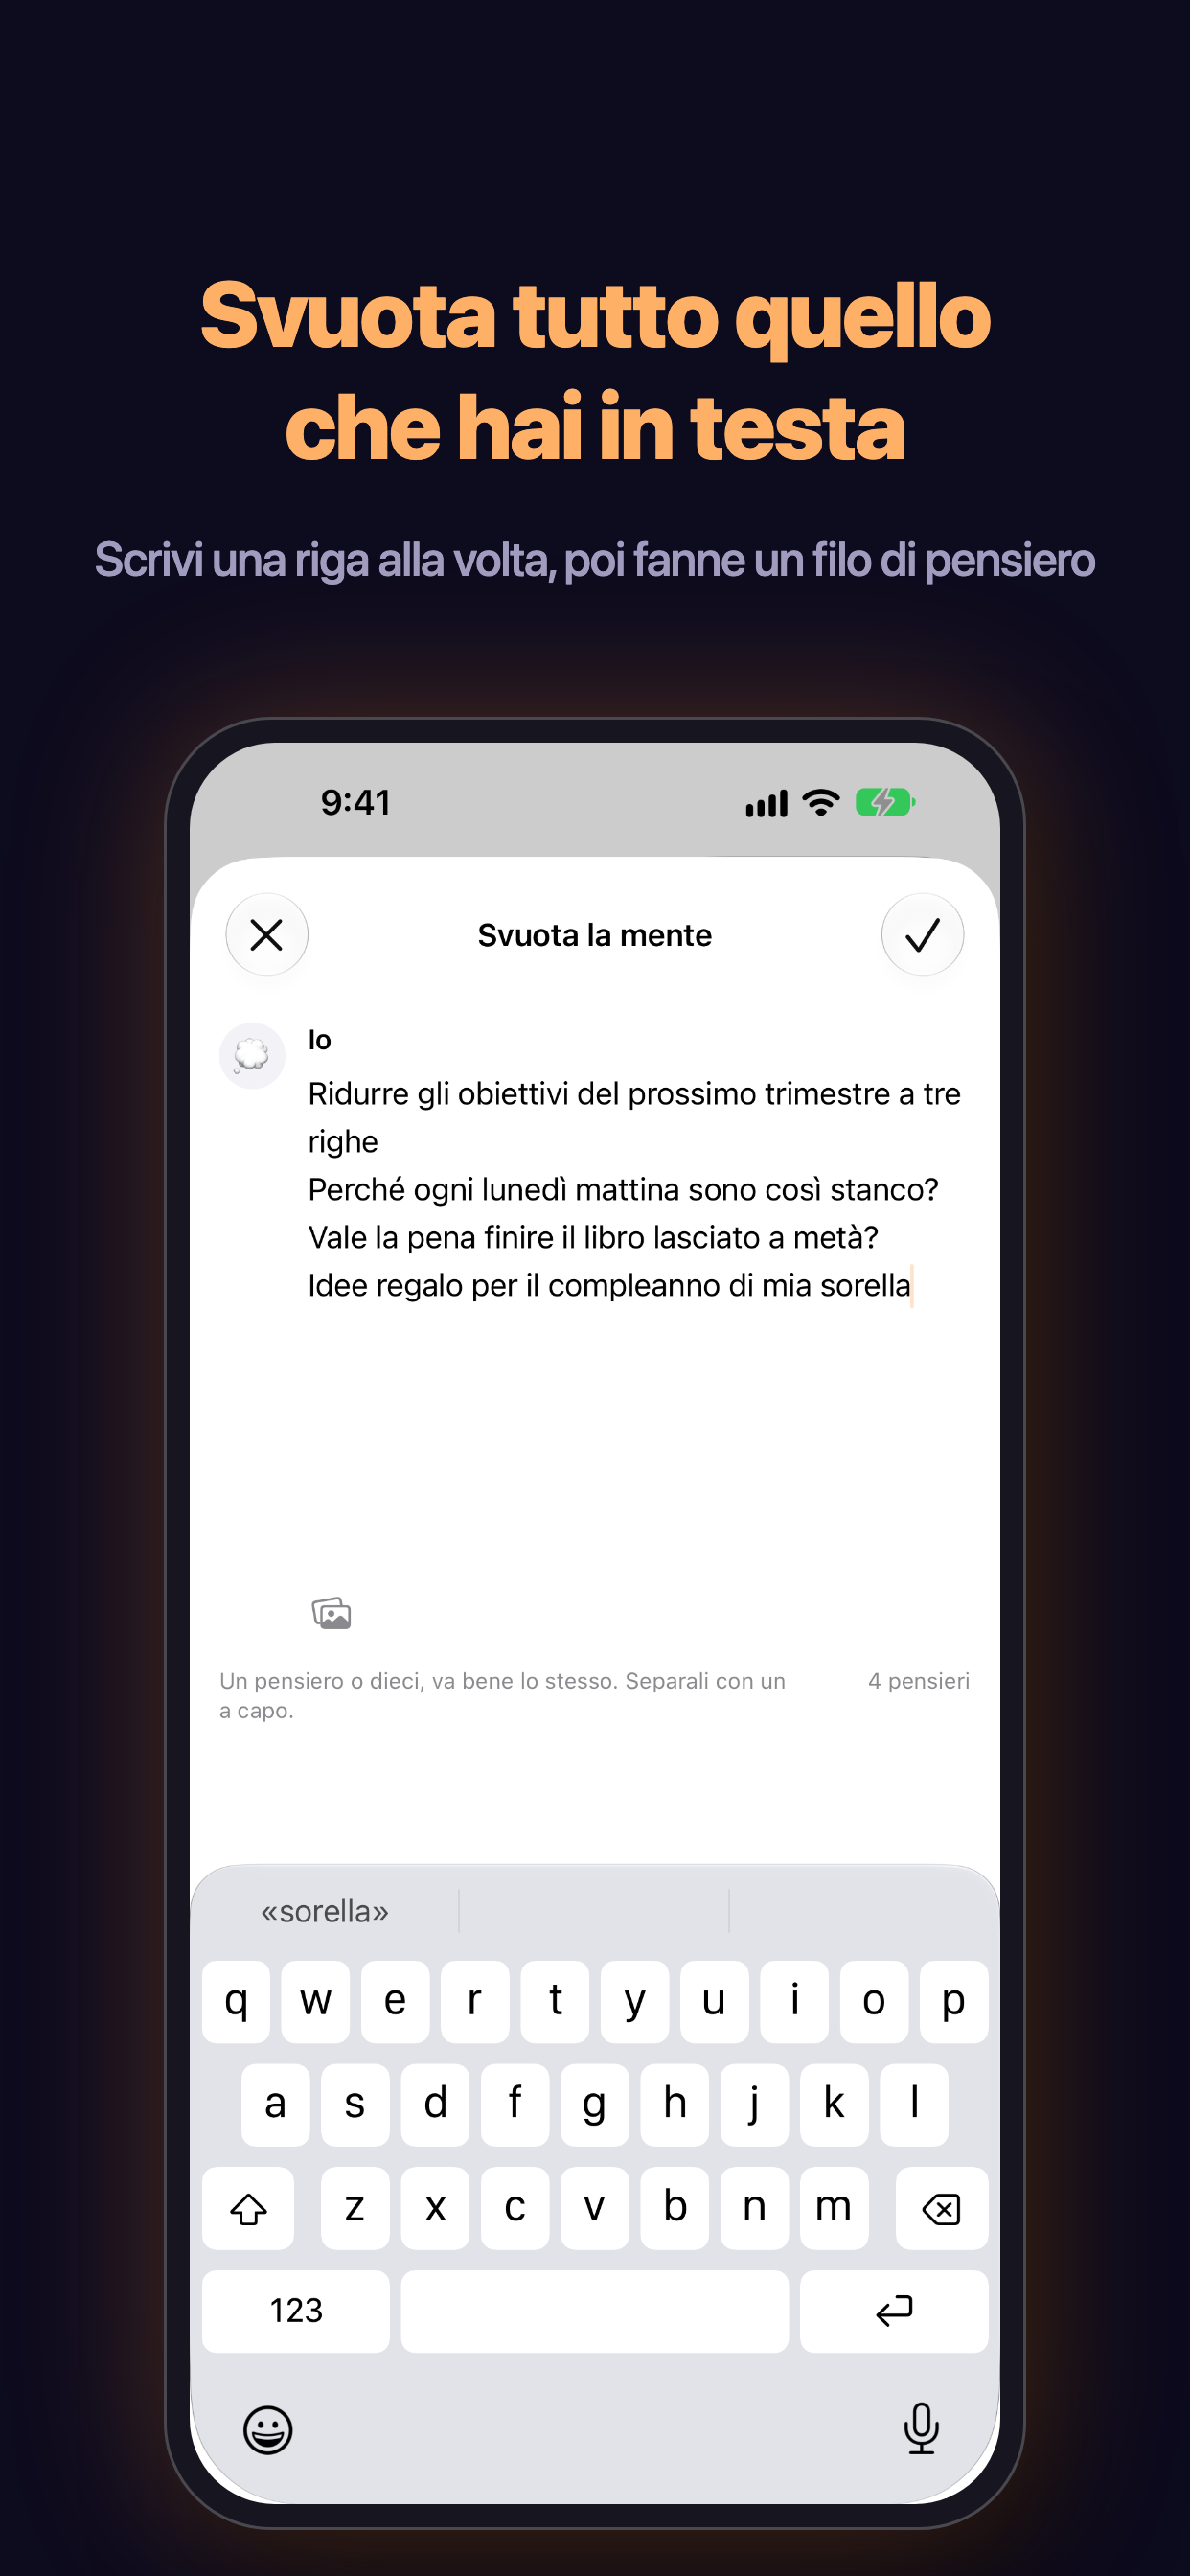 Svuota tutto quello
che hai in testa
Scrivi una riga alla volta, poi fanne un filo di pensiero
9:41
Svuota la mente
Io
Ridurre gli obiettivi del prossimo trimestre a tre
righe
Perché ogni lunedì mattina sono così stanco?
Vale la pena finire il libro lasciato a metà?
Idee regalo per il compleanno di mia sorella
Un pensiero o dieci, va bene lo stesso. Separali con un
a capo.
4 pensieri
«sorella»
q w e r t y u i o p
a s d f g h j k l
z x c v b n m
123